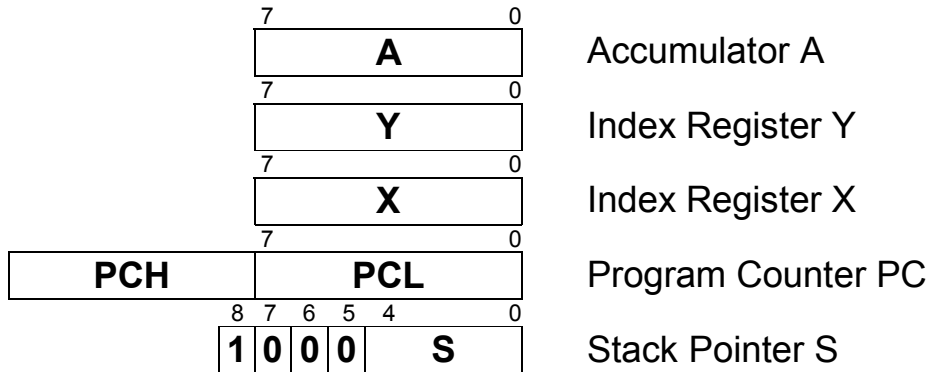 7 0
A Accumulator A
7 0
Y Index Register Y
7 0
X Index Register X
7 0
PCH PCL Program Counter PC
8 7 6 5 4 0
1 0 0 0 S Stack Pointer S